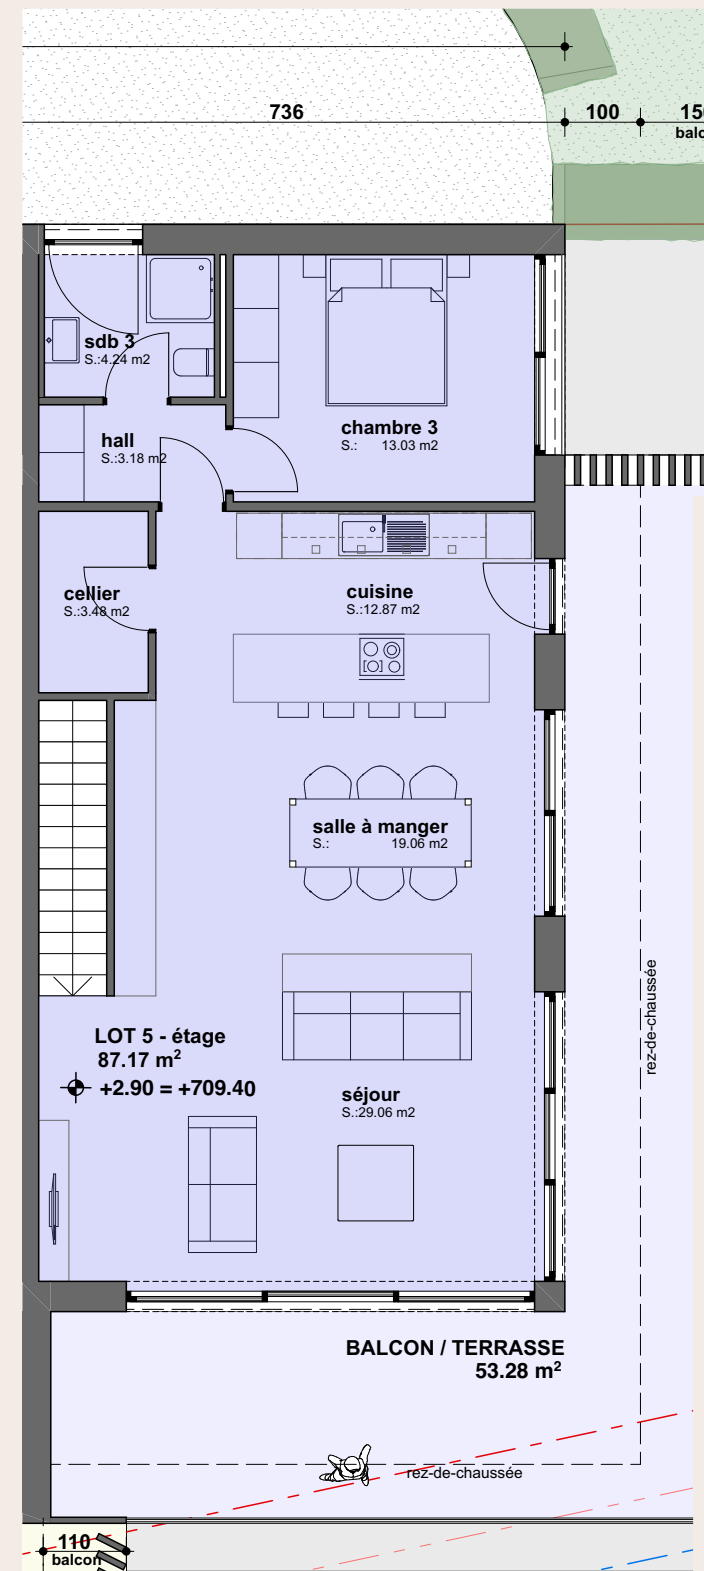 736
100
balc
sdb 3
S.:4.24 m2
chambre 3
S.: 13.03 m2
hall
S.:3.18 m2
cellier
S.:3.48 m2
cuisine
S.:12.87 m2
salle à manger
S.: 19.06 m2
rez-de-chaussée
LOT 5 - étage
87.17 m²
+2.90 = +709.40
séjour
S.:29.06 m2
BALCON / TERRASSE
53.28 m²
rez-de-chaussée
110
balcon